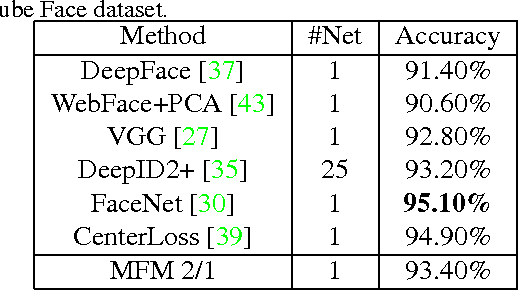 ube Face dataset.
Method #Net Accuracy
DeepFace [37] 1 91.40%
WebFace+PCA [43] 1 90.60%
VGG [27] 1 92.80%
DeepID2+ [35] 25 93.20%
FaceNet [30] 1 95.10%
CenterLoss [39] 1 94.90%
MFM 2/1 1 93.40%